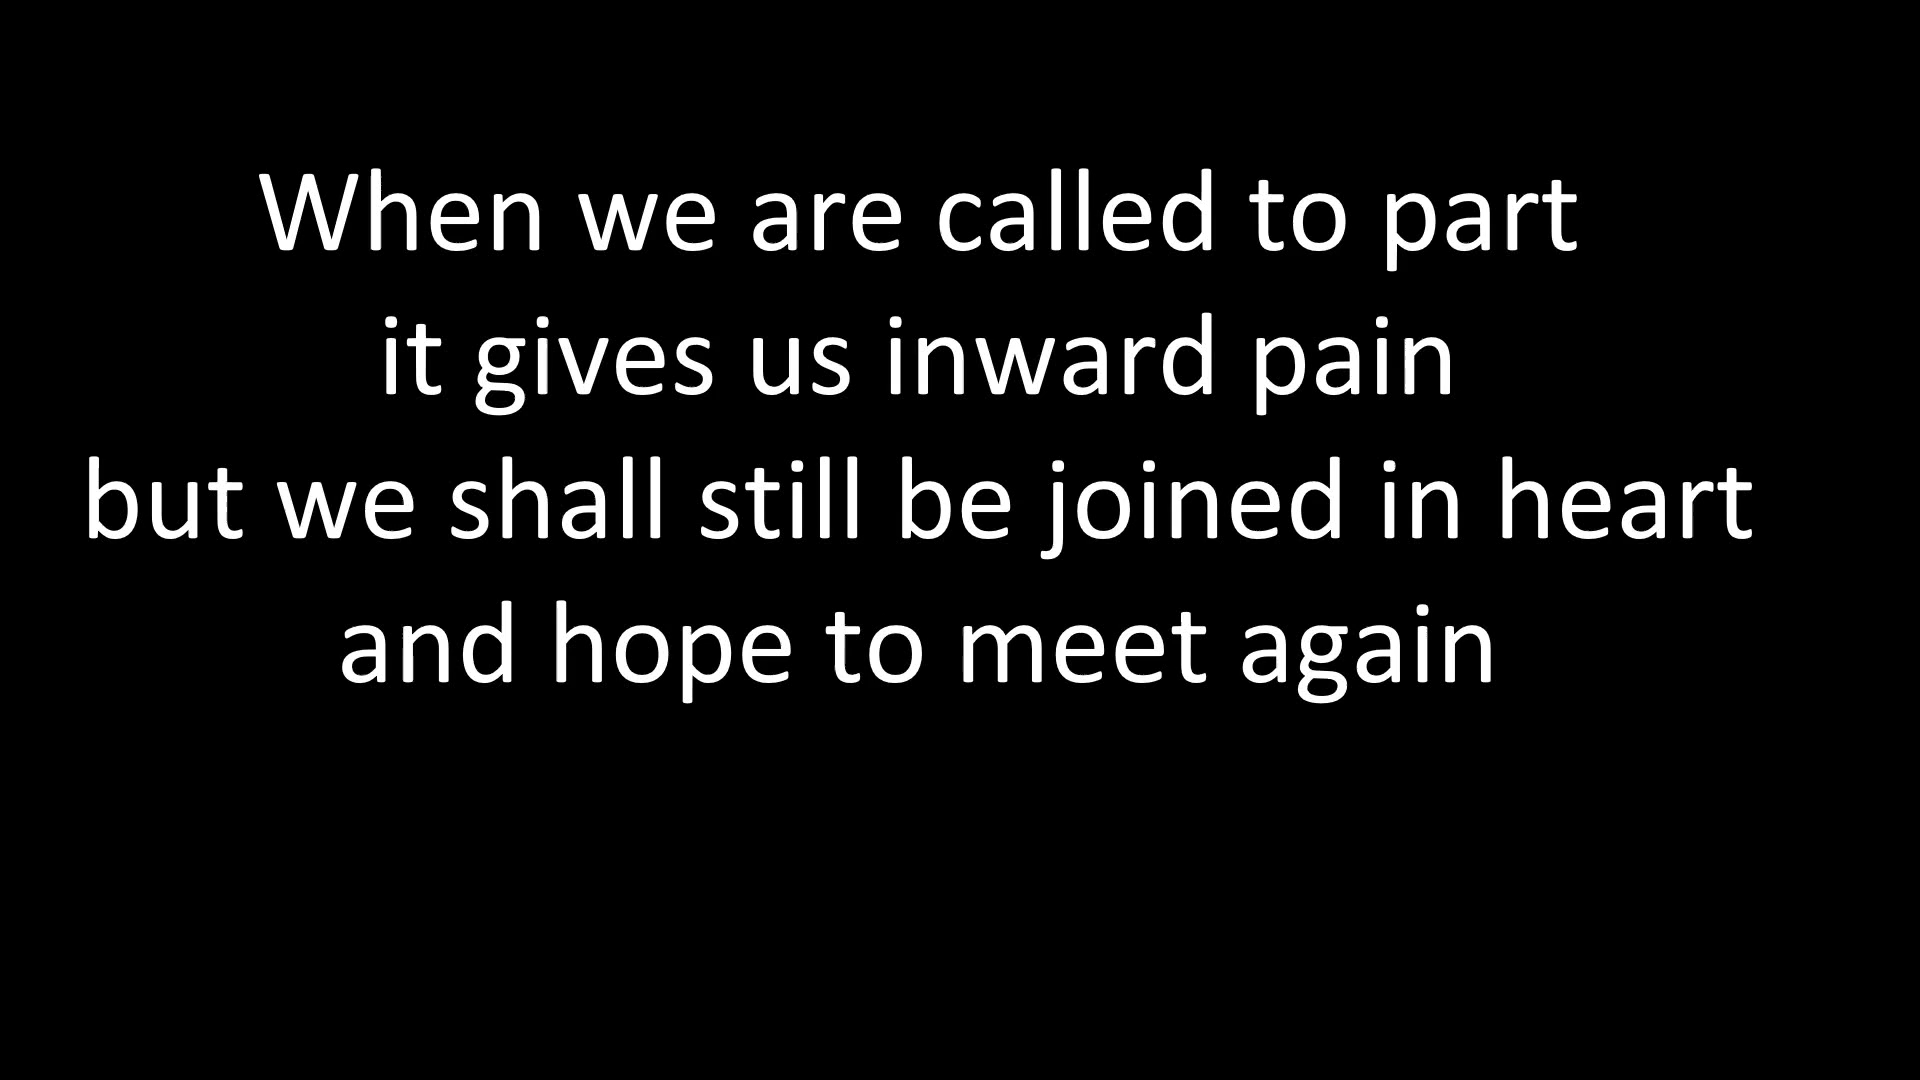 When we are called to part
it gives us inward pain
but we shall still be joined in heart
and hope to meet again